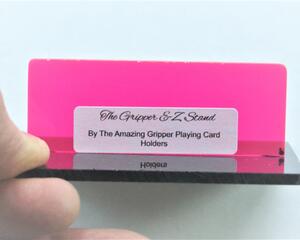 The Gripper E-Z Stand
By The Amazing Gripper Playing Card
Holders